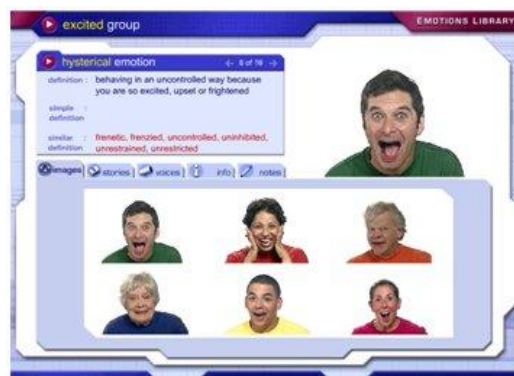 excited group
EMOTIONS LIBRARY
hysterical emotion
6 of 16
definition : behaving in an uncontrolled way because
you are so excited, upset or frightened
simple :
definition
similar : frenetic, frenzied, uncontrolled, uninhibited,
definition unrestrained, unrestricted
images stories voices info notes